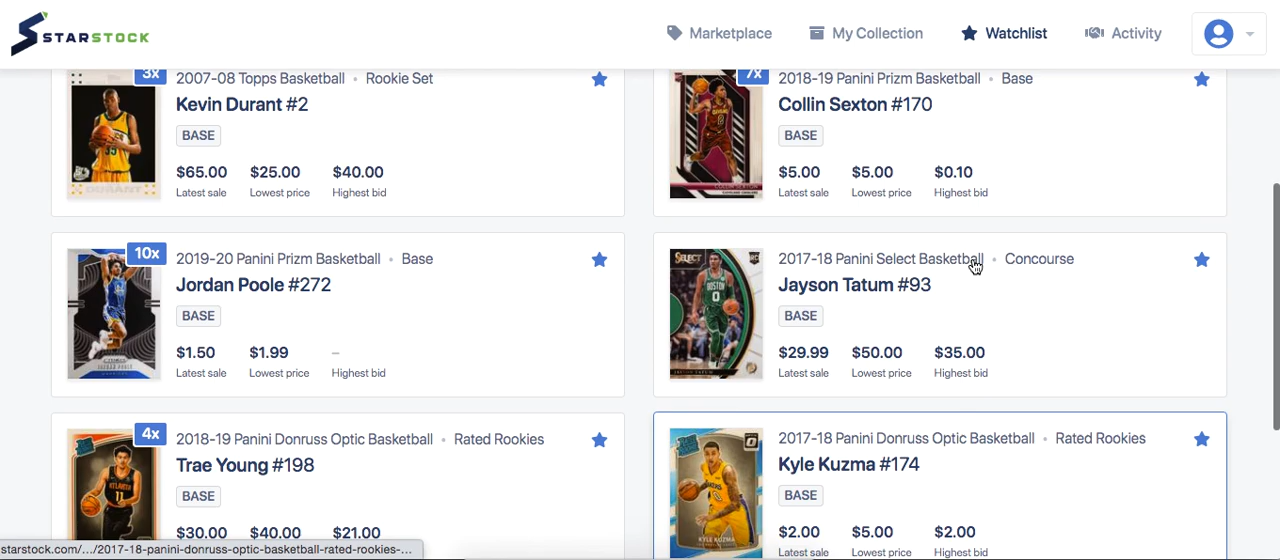 STARSTOCK
Marketplace
My Collection
Watchlist
Activity
3x
2007-08 Topps Basketball • Rookie Set
Kevin Durant #2
BASE
$65.00 $25.00 $40.00
Latest sale Lowest price Highest bid
7x
2018-19 Panini Prizm Basketball • Base
Collin Sexton #170
BASE
$5.00 $5.00 $0.10
Latest sale Lowest price Highest bid
10x
2019-20 Panini Prizm Basketball • Base
Jordan Poole #272
BASE
$1.50 $1.99 –
Latest sale Lowest price Highest bid
SELECT
2017-18 Panini Select Basketball • Concourse
Jayson Tatum #93
BASE
$29.99 $50.00 $35.00
Latest sale Lowest price Highest bid
4x
2018-19 Panini Donruss Optic Basketball • Rated Rookies
Trae Young #198
BASE
$30.00 $40.00 $21.00
2017-18 Panini Donruss Optic Basketball • Rated Rookies
Kyle Kuzma #174
BASE
$2.00 $5.00 $2.00
Latest sale Lowest price Highest bid
starstock.com/.../2017-18-panini-donruss-optic-basketball-rated-rookies-...